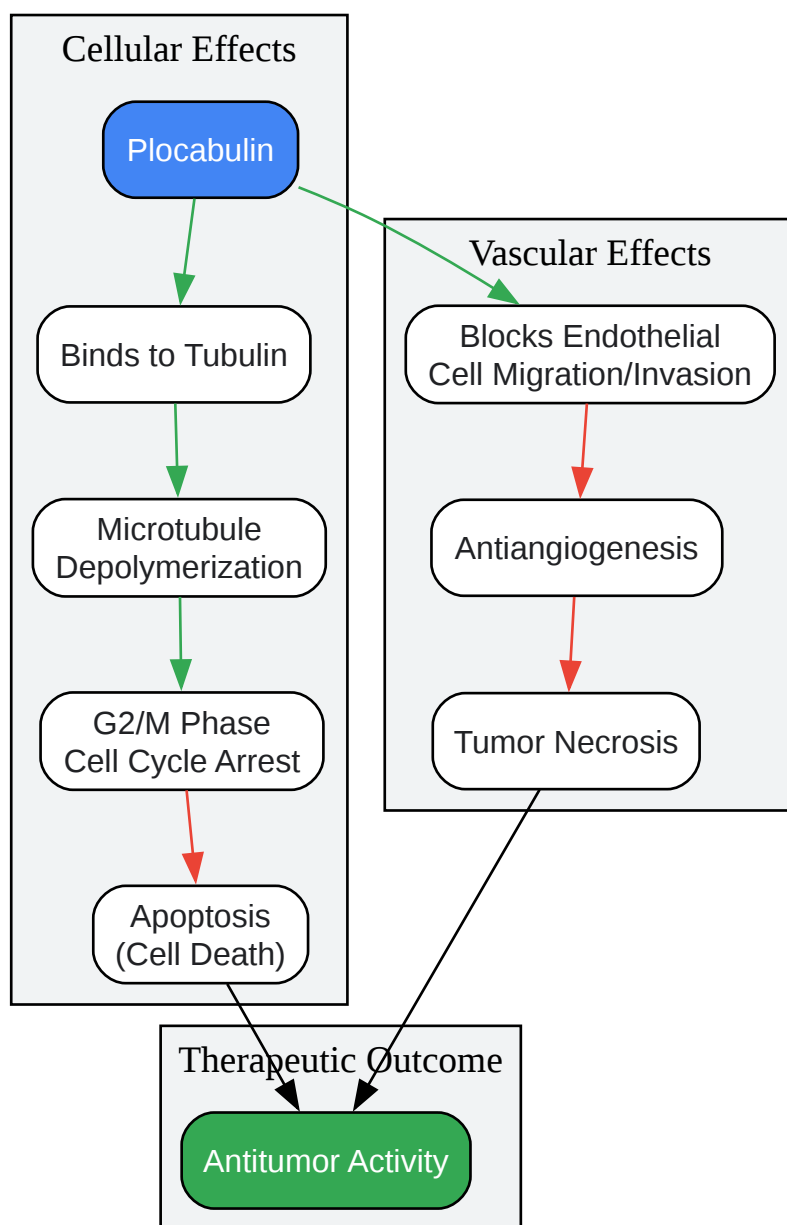 Cellular Effects
Plocabulin
Binds to Tubulin
Microtubule
Depolymerization
G2/M Phase
Cell Cycle Arrest
Apoptosis
(Cell Death)
Vascular Effects
Blocks Endothelial
Cell Migration/Invasion
Antiangiogenesis
Tumor Necrosis
Therapeutic Outcome
Antitumor Activity